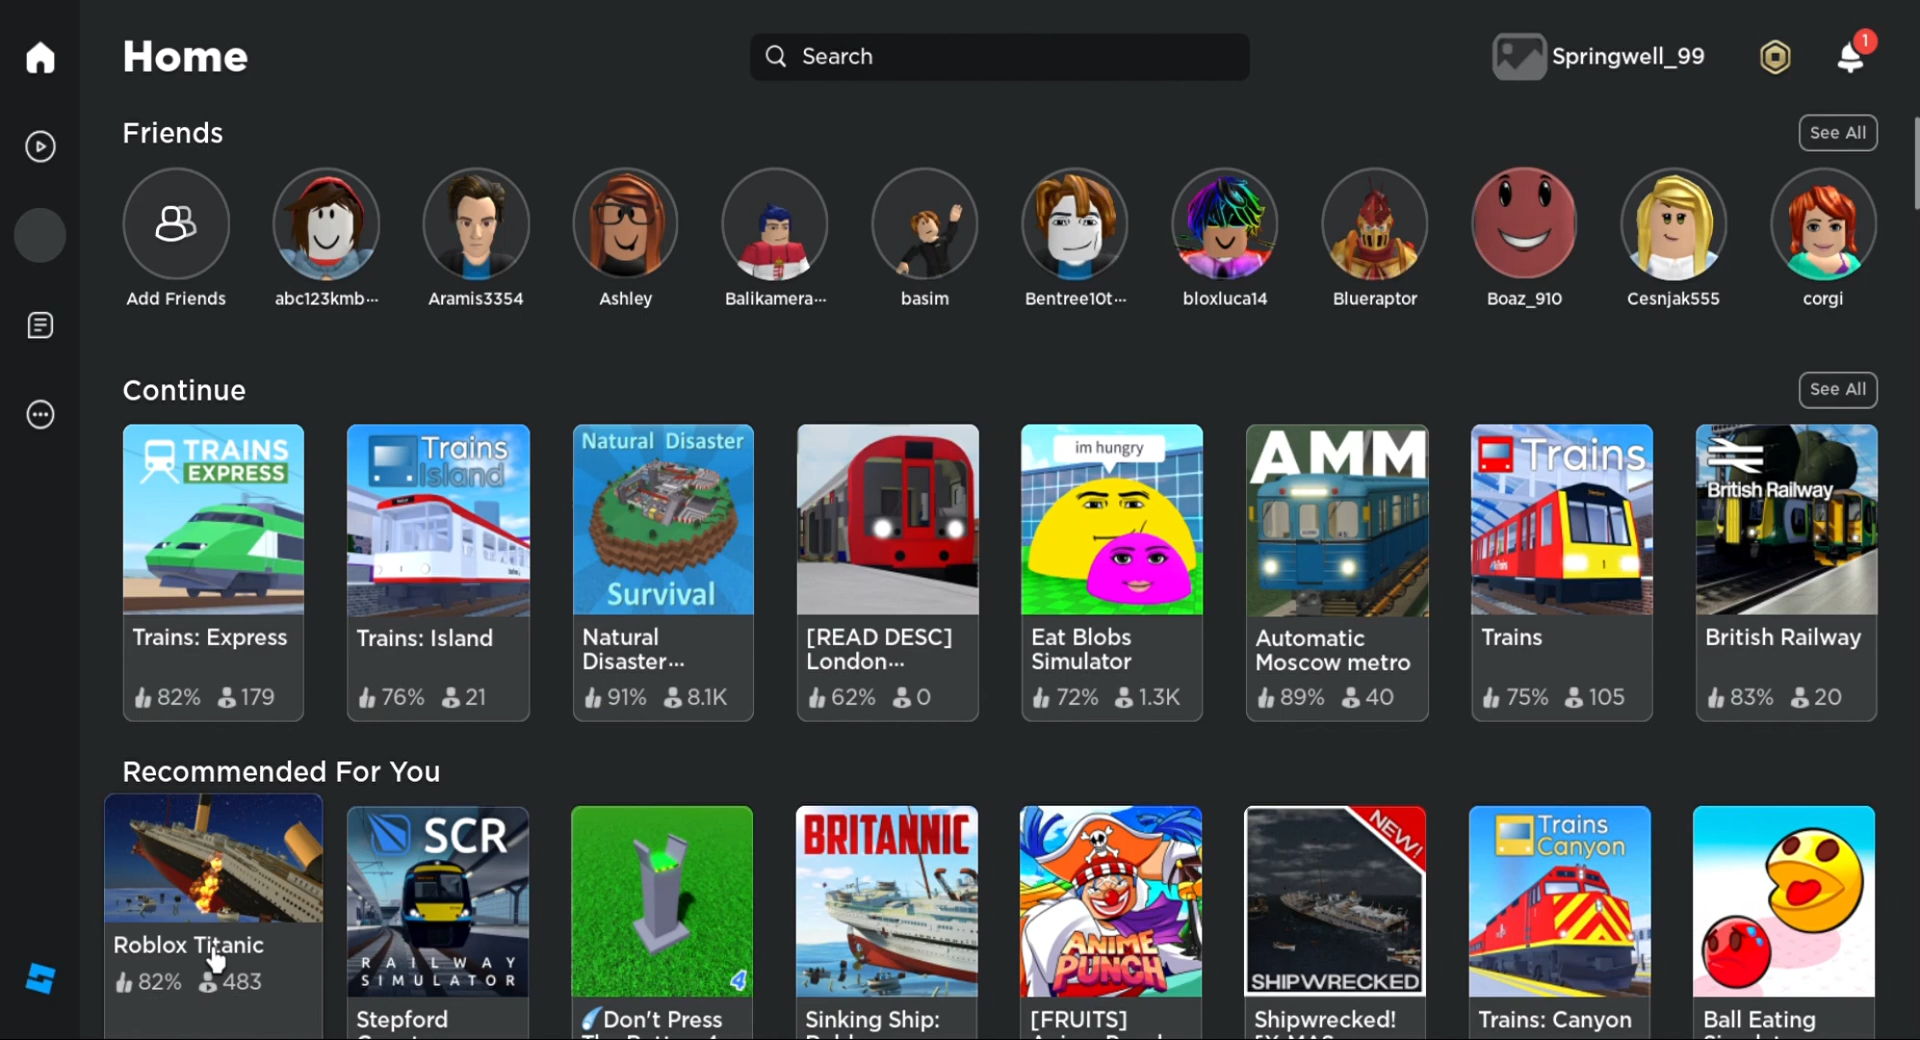 Home
Search
Springwell_99
1
Friends
See All
Add Friends
abc123kmb···
Aramis3354
Ashley
Balikamera···
basim
Bentree10t···
bloxluca14
Blueraptor
Boaz_910
Cesnjak555
corgi
Continue
See All
TRAINS
EXPRESS
Trains: Express
82% 179
Trains
Island
Trains: Island
76% 21
Natural Disaster
Survival
Natural
Disaster···
91% 8.1K
[READ DESC]
London···
62% 0
im hungry
Eat Blobs
Simulator
72% 1.3K
AMM
Automatic
Moscow metro
89% 40
Trains
Trains
75% 105
British Railway
British Railway
83% 20
Recommended For You
Roblox Titanic
82% 483
SCR
RAILWAY
SIMULATOR
Stepford
4
Don't Press
BRITANNIC
Sinking Ship:
ANIME
PUNCH
[FRUITS]
NEW!
SHIPWRECKED
Shipwrecked!
Trains
Canyon
Trains: Canyon
Ball Eating